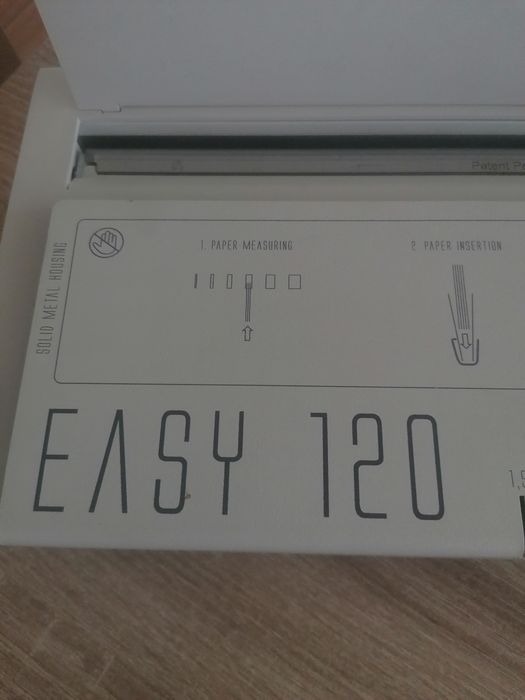 Patent
SOLID METAL HOUSING
1. PAPER MEASURING
2. PAPER INSERTION
EASY 120